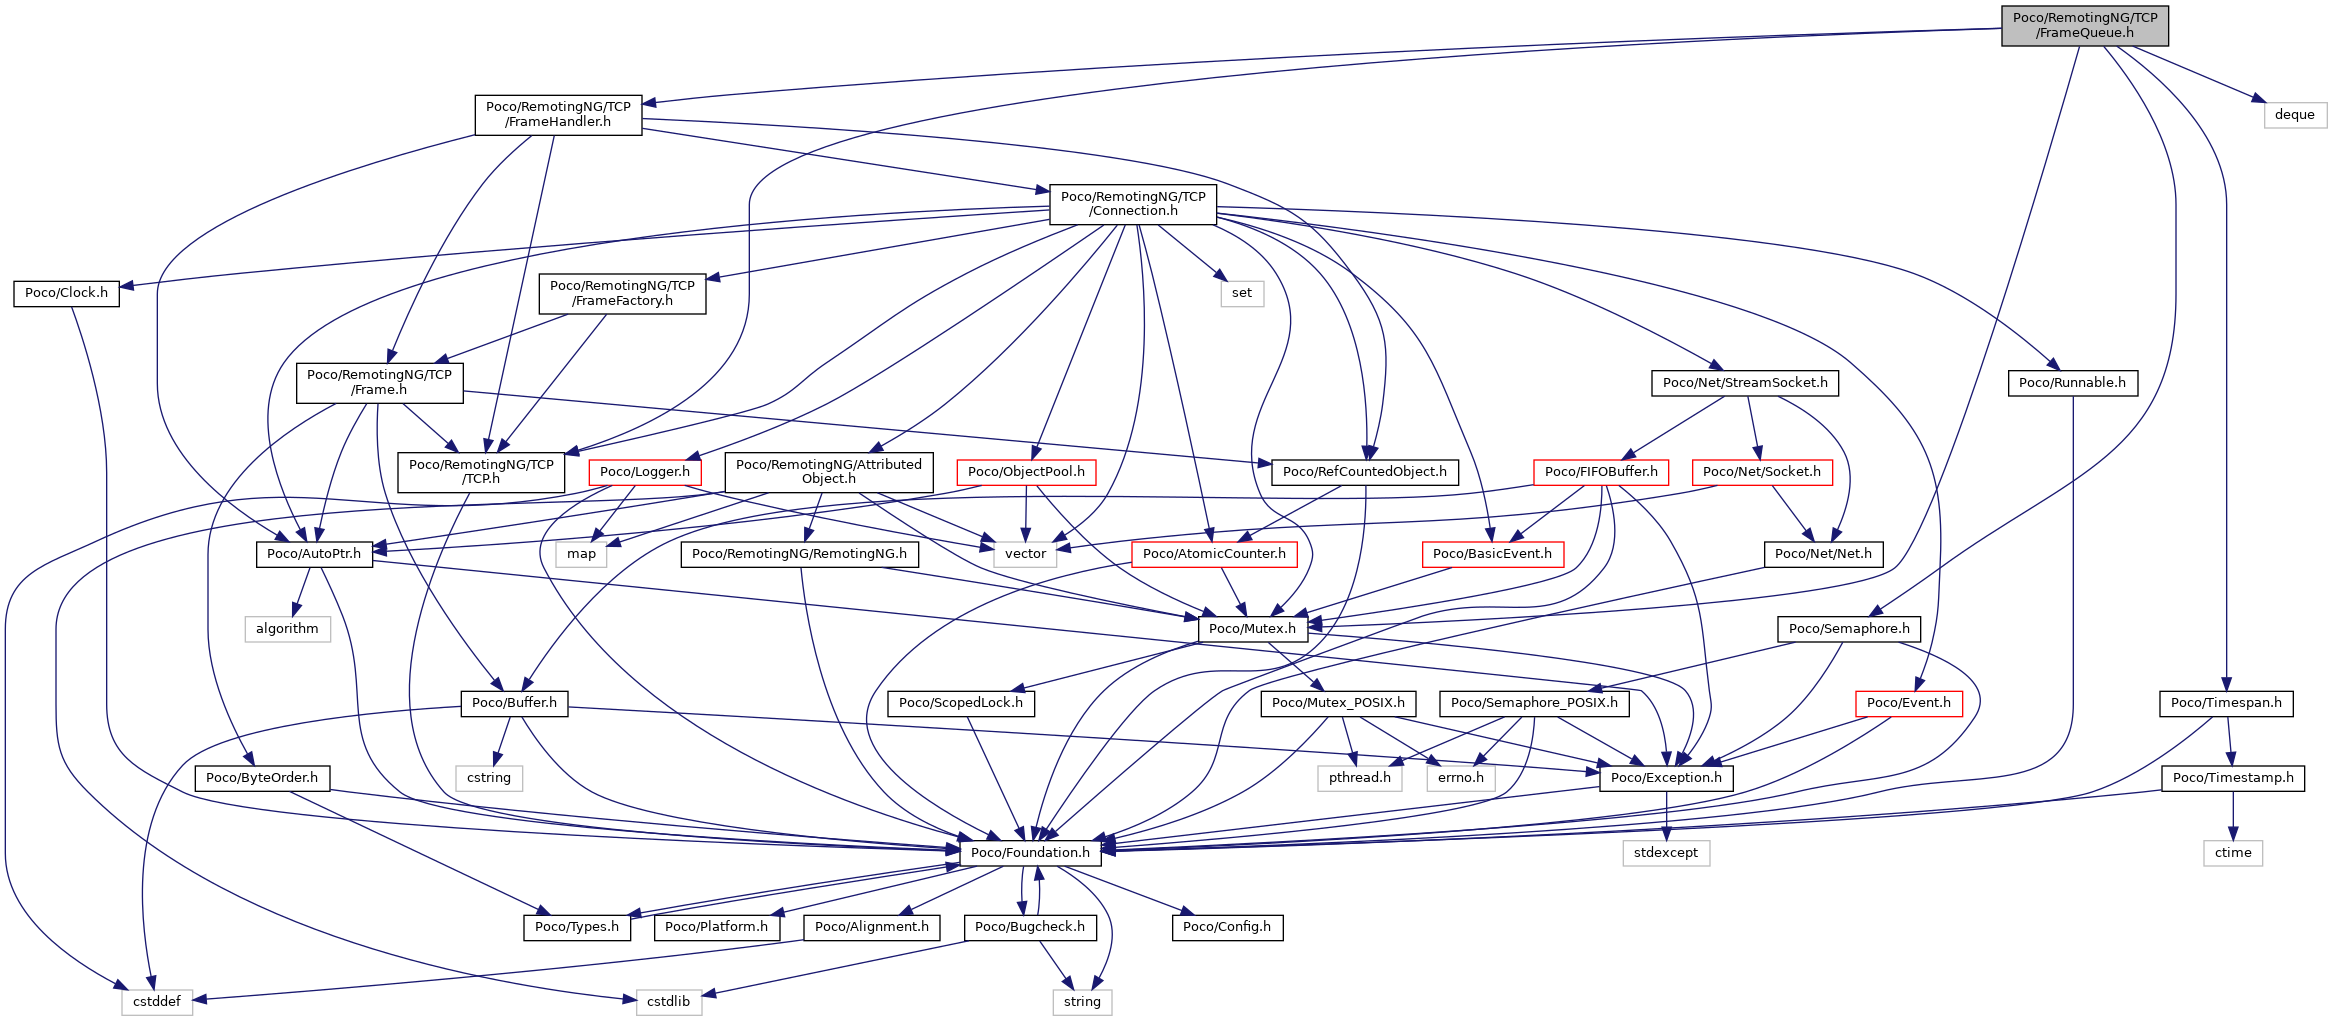 Poco/RemotingNG/TCP
/FrameQueue.h
Poco/RemotingNG/TCP
/FrameHandler.h
deque
Poco/RemotingNG/TCP
/Connection.h
Poco/Clock.h
Poco/RemotingNG/TCP
/FrameFactory.h
set
Poco/RemotingNG/TCP
/Frame.h
Poco/Net/StreamSocket.h
Poco/Runnable.h
Poco/RemotingNG/TCP
/TCP.h
Poco/Logger.h
Poco/RemotingNG/Attributed
Object.h
Poco/ObjectPool.h
Poco/RefCountedObject.h
Poco/FIFOBuffer.h
Poco/Net/Socket.h
Poco/AutoPtr.h
map
Poco/RemotingNG/RemotingNG.h
vector
Poco/AtomicCounter.h
Poco/BasicEvent.h
Poco/Net/Net.h
algorithm
Poco/Mutex.h
Poco/Semaphore.h
Poco/Buffer.h
Poco/ScopedLock.h
Poco/Mutex_POSIX.h
Poco/Semaphore_POSIX.h
Poco/Event.h
Poco/Timespan.h
Poco/ByteOrder.h
cstring
pthread.h
errno.h
Poco/Exception.h
Poco/Timestamp.h
Poco/Foundation.h
stdexcept
ctime
Poco/Types.h
Poco/Platform.h
Poco/Alignment.h
Poco/Bugcheck.h
Poco/Config.h
cstddef
cstdlib
string